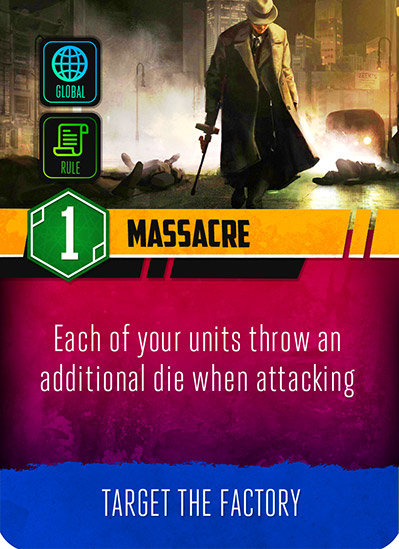 GLOBAL
RULE
1 MASSACRE
Each of your units throw an
additional die when attacking
TARGET THE FACTORY